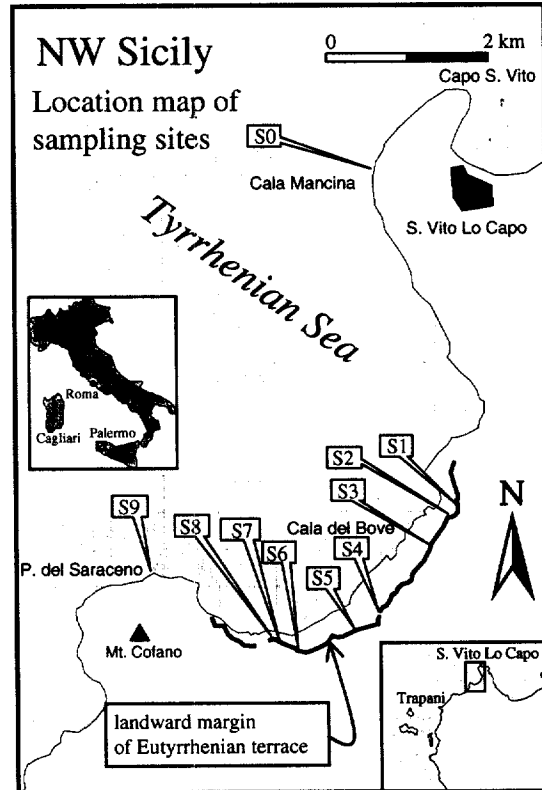 NW Sicily
Location map of
sampling sites
0 2 km
Capo S. Vito
S0
Cala Mancina
S. Vito Lo Capo
Tyrrhenian Sea
Roma
Cagliari
Palermo
S1
S2
S3
N
S9
S8
S7
S6
Cala del Bove
S4
S5
P. del Saraceno
Mt. Cofano
S. Vito Lo Capo
Trapani
landward margin
of Eutyrrhenian terrace